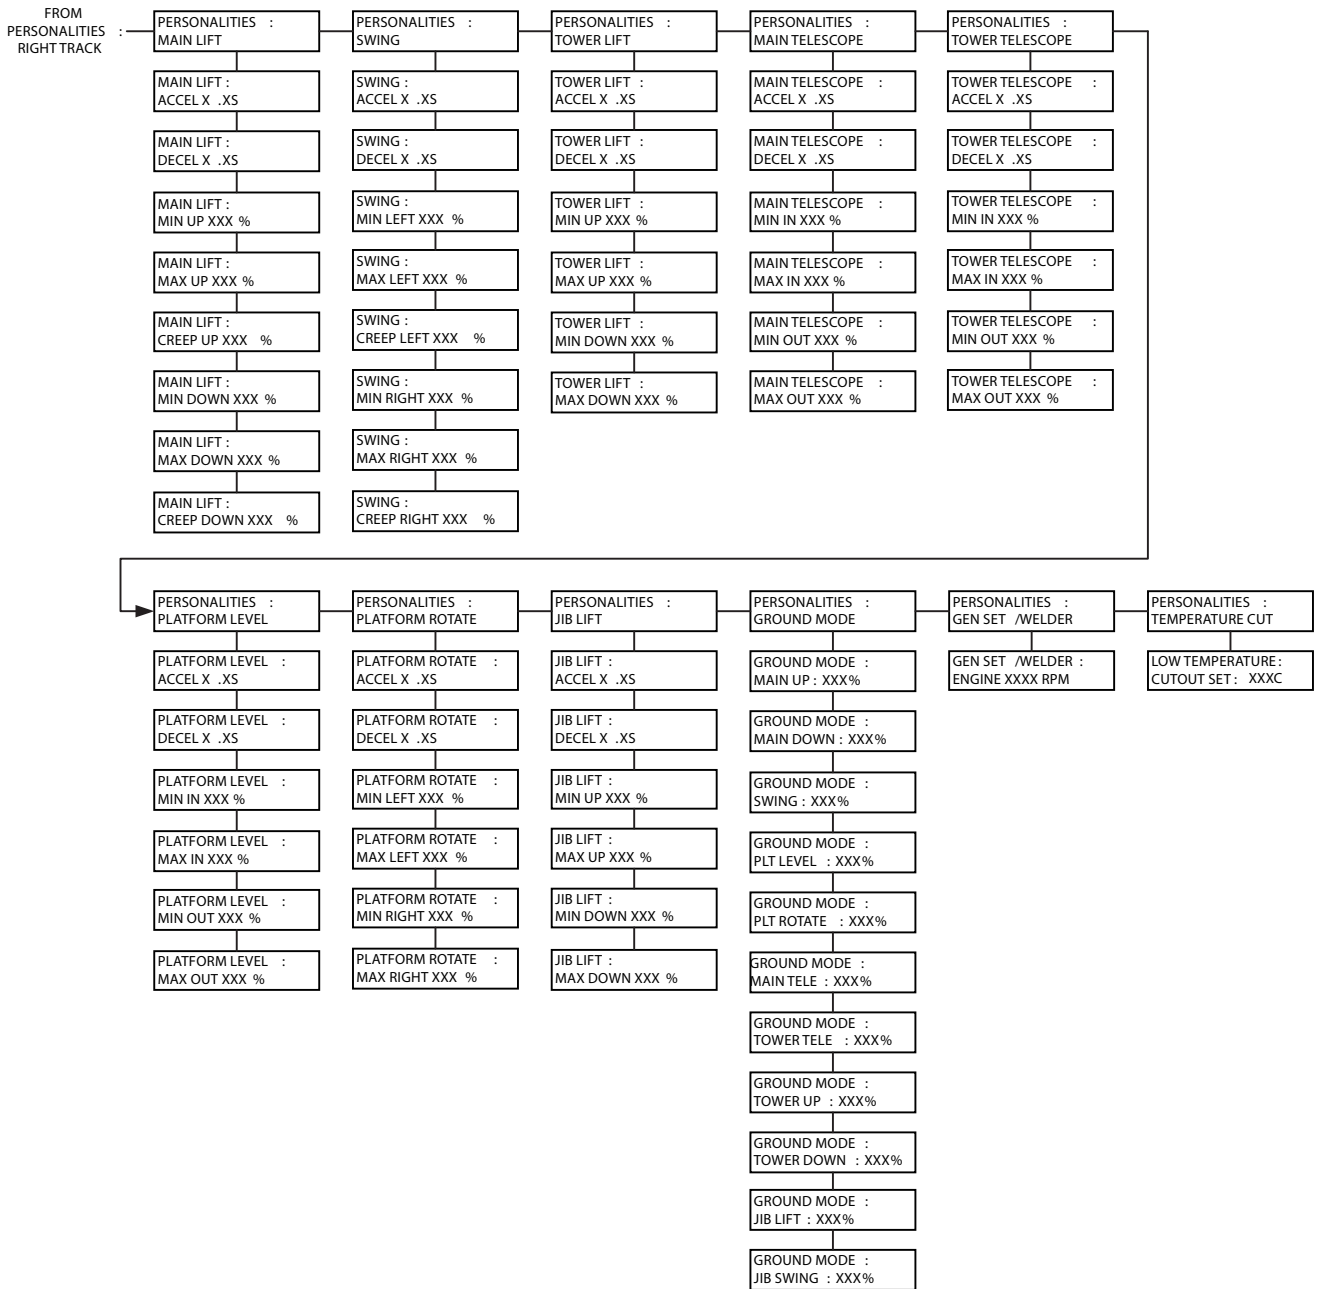 FROM
PERSONALITIES :
RIGHT TRACK
PERSONALITIES :
MAIN LIFT
MAIN LIFT :
ACCEL X .XS
MAIN LIFT :
DECEL X .XS
MAIN LIFT :
MIN UP XXX %
MAIN LIFT :
MAX UP XXX %
MAIN LIFT :
CREEP UP XXX %
MAIN LIFT :
MIN DOWN XXX %
MAIN LIFT :
MAX DOWN XXX %
MAIN LIFT :
CREEP DOWN XXX %
PERSONALITIES :
SWING
SWING :
ACCEL X .XS
SWING :
DECEL X .XS
SWING :
MIN LEFT XXX %
SWING :
MAX LEFT XXX %
SWING :
CREEP LEFT XXX %
SWING :
MIN RIGHT XXX %
SWING :
MAX RIGHT XXX %
SWING :
CREEP RIGHT XXX %
PERSONALITIES :
TOWER LIFT
TOWER LIFT :
ACCEL X .XS
TOWER LIFT :
DECEL X .XS
TOWER LIFT :
MIN UP XXX %
TOWER LIFT :
MAX UP XXX %
TOWER LIFT :
MIN DOWN XXX %
TOWER LIFT :
MAX DOWN XXX %
PERSONALITIES :
MAIN TELESCOPE
MAIN TELESCOPE :
ACCEL X .XS
MAIN TELESCOPE :
DECEL X .XS
MAIN TELESCOPE :
MIN IN XXX %
MAIN TELESCOPE :
MAX IN XXX %
MAIN TELESCOPE :
MIN OUT XXX %
MAIN TELESCOPE :
MAX OUT XXX %
PERSONALITIES :
TOWER TELESCOPE
TOWER TELESCOPE :
ACCEL X .XS
TOWER TELESCOPE :
DECEL X .XS
TOWER TELESCOPE :
MIN IN XXX %
TOWER TELESCOPE :
MAX IN XXX %
TOWER TELESCOPE :
MIN OUT XXX %
TOWER TELESCOPE :
MAX OUT XXX %
PERSONALITIES :
PLATFORM LEVEL
PLATFORM LEVEL :
ACCEL X .XS
PLATFORM LEVEL :
DECEL X .XS
PLATFORM LEVEL :
MIN IN XXX %
PLATFORM LEVEL :
MAX IN XXX %
PLATFORM LEVEL :
MIN OUT XXX %
PLATFORM LEVEL :
MAX OUT XXX %
PERSONALITIES :
PLATFORM ROTATE
PLATFORM ROTATE :
ACCEL X .XS
PLATFORM ROTATE :
DECEL X .XS
PLATFORM ROTATE :
MIN LEFT XXX %
PLATFORM ROTATE :
MAX LEFT XXX %
PLATFORM ROTATE :
MIN RIGHT XXX %
PLATFORM ROTATE :
MAX RIGHT XXX %
PERSONALITIES :
JIB LIFT
JIB LIFT :
ACCEL X .XS
JIB LIFT :
DECEL X .XS
JIB LIFT :
MIN UP XXX %
JIB LIFT :
MAX UP XXX %
JIB LIFT :
MIN DOWN XXX %
JIB LIFT :
MAX DOWN XXX %
PERSONALITIES :
GROUND MODE
GROUND MODE :
MAIN UP : XXX%
GROUND MODE :
MAIN DOWN : XXX%
GROUND MODE :
SWING : XXX%
GROUND MODE :
PLT LEVEL : XXX%
GROUND MODE :
PLT ROTATE : XXX%
GROUND MODE :
MAIN TELE : XXX%
GROUND MODE :
TOWER TELE : XXX%
GROUND MODE :
TOWER UP : XXX%
GROUND MODE :
TOWER DOWN : XXX%
GROUND MODE :
JIB LIFT : XXX%
GROUND MODE :
JIB SWING : XXX%
PERSONALITIES :
GEN SET /WELDER
GEN SET /WELDER :
ENGINE XXXX RPM
PERSONALITIES :
TEMPERATURE CUT
LOW TEMPERATURE :
CUTOUT SET : XXXC